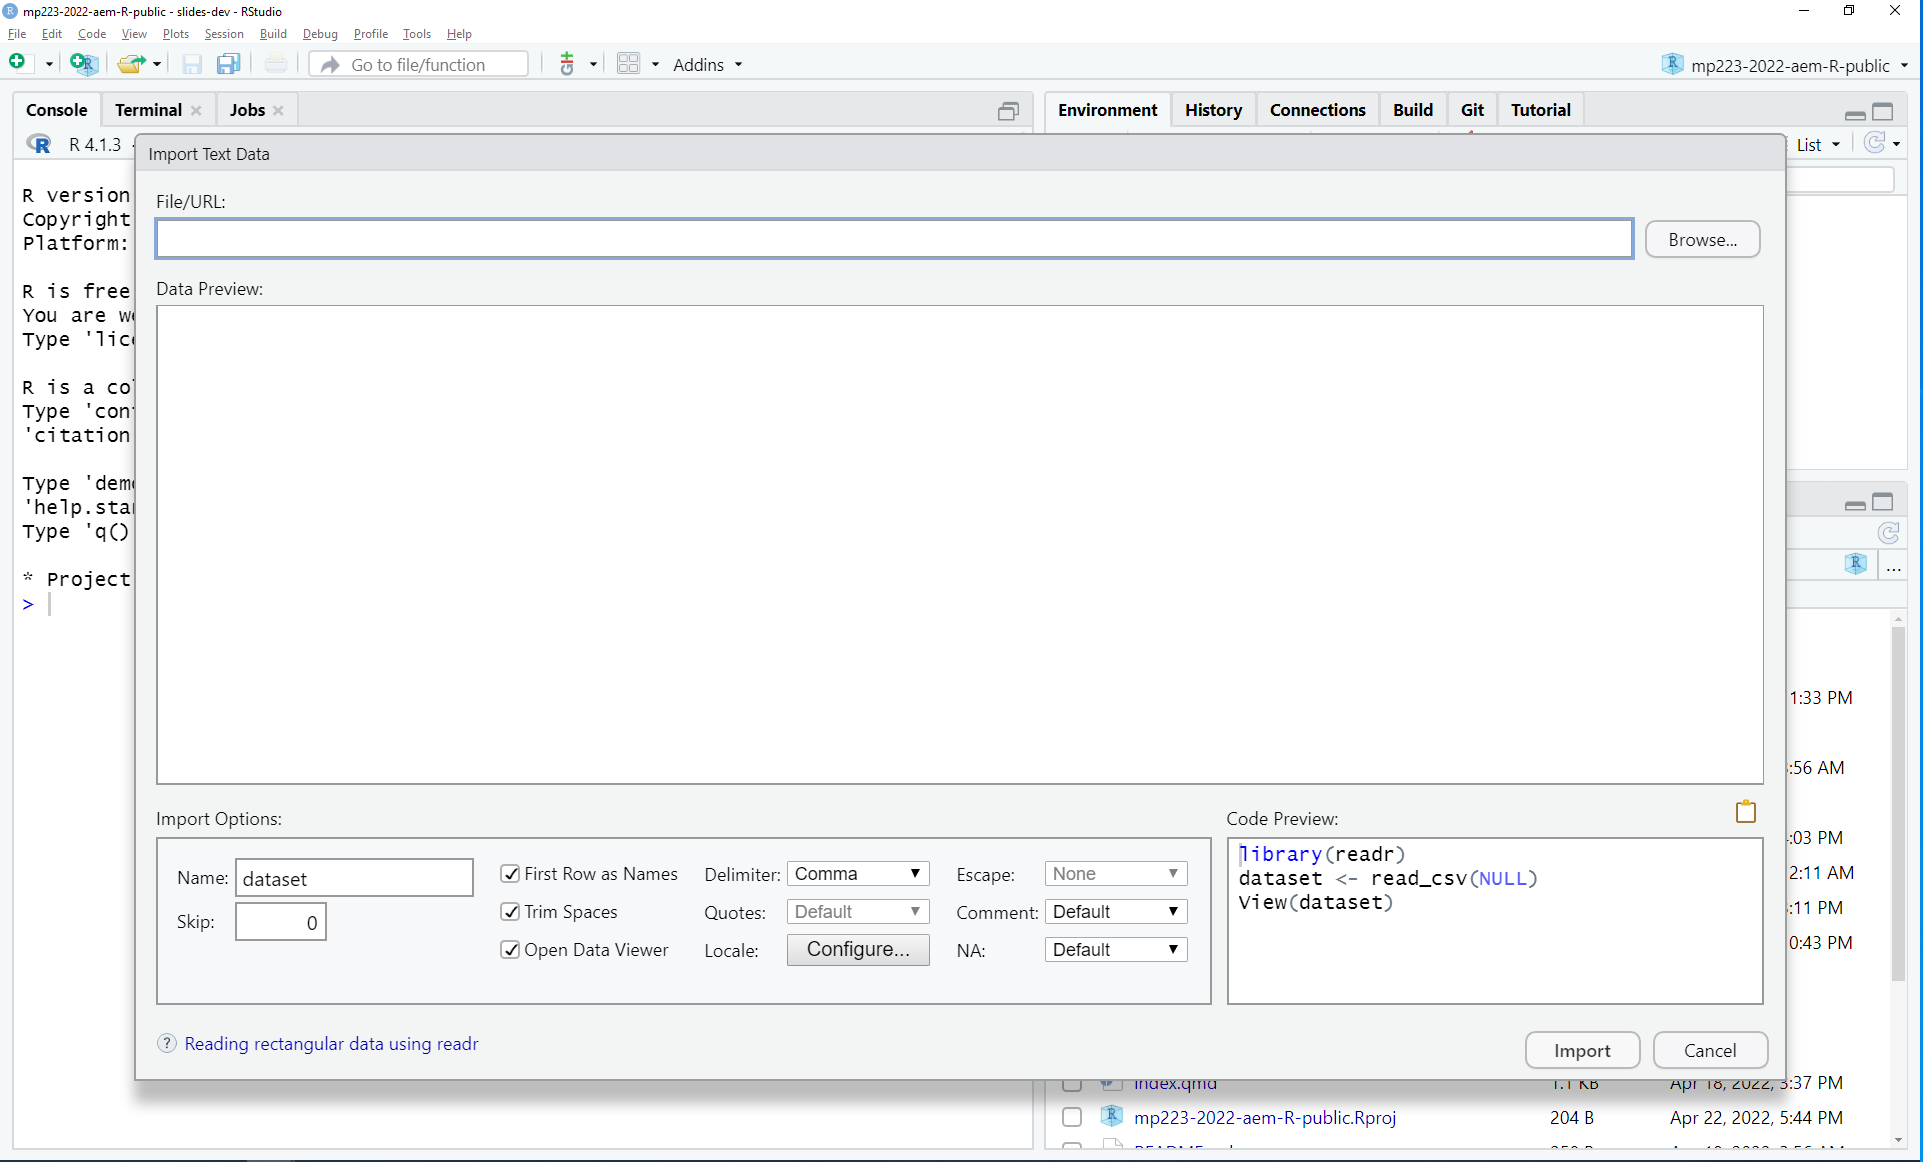 mp223-2022-aem-R-public - slides-dev - RStudio
File Edit Code View Plots Session Build Debug Profile Tools Help
Go to file/function
Addins
mp223-2022-aem-R-public
Console Terminal Jobs
Environment History Connections Build Git Tutorial
R 4.1.3
List
Import Text Data
R version
Copyright
Platform:
R is free
You are
Type
R is a
Type
'citation
Type
Type 'q()
* Project
>
File/URL:
Browse...
Data Preview:
1:33 PM
:56 AM
:03 PM
2:11 AM
:11 PM
0:43 PM
Import Options:
Name: dataset
Skip: 0
First Row as Names
Trim Spaces
Open Data Viewer
Delimiter: Comma
Quotes: Default
Locale: Configure...
Escape: None
Comment: Default
NA: Default
Code Preview:
library(readr)
dataset <- read_csv(NULL)
View(dataset)
? Reading rectangular data using readr
Import Cancel
index.qmd 1.1 KB Apr 18, 2022, 3:37 PM
mp223-2022-aem-R-public.Rproj 204 B Apr 22, 2022, 5:44 PM